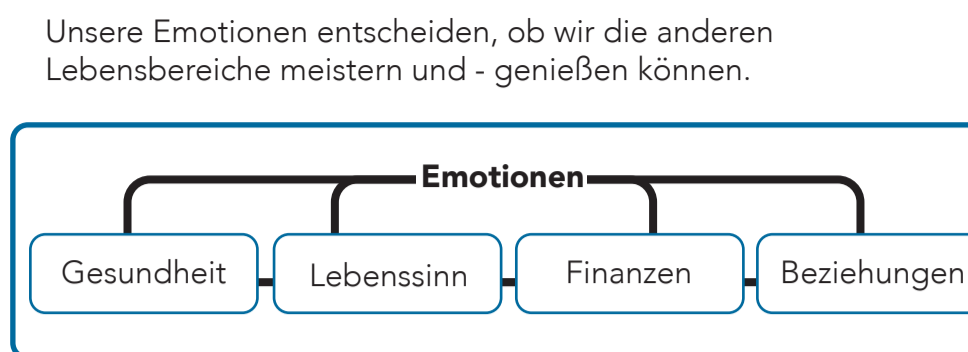 Unsere Emotionen entscheiden, ob wir die anderen
Lebensbereiche meistern und - genießen können.
Emotionen
Gesundheit
Lebenssinn
Finanzen
Beziehungen